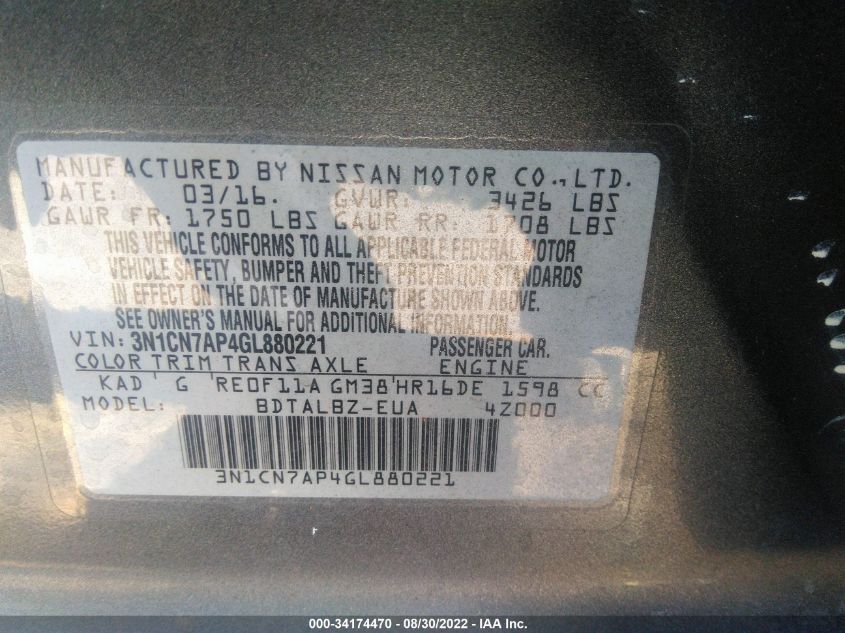 MANUFACTURED BY NISSAN MOTOR CO., LTD.
DATE: 03/16. GVWR: 3426 LBS
GAWR FR: 1750 LBS GAWR RR: 1708 LBS
THIS VEHICLE CONFORMS TO ALL APPLICABLE FEDERAL MOTOR
VEHICLE SAFETY, BUMPER AND THEFT PREVENTION STANDARDS
IN EFFECT ON THE DATE OF MANUFACTURE SHOWN ABOVE.
SEE OWNER'S MANUAL FOR ADDITIONAL INFORMATION.
VIN: 3N1CN7AP4GL880221 PASSENGER CAR.
COLOR TRIM TRANS AXLE ENGINE
KAD G RE0F11A GM38 HR16DE 1598 CC
MODEL: BDTALBZ-EUA 4Z000
3N1CN7AP4GL880221
000-34174470 - 08/30/2022 - IAA Inc.